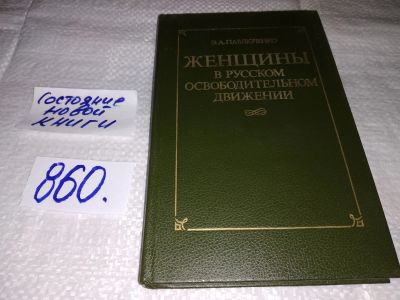 Состояние
новой
книги
860.
Э.А.ПАВЛЮЧЕНКО
ЖЕНЩИНЫ
В РУССКОМ
ОСВОБОДИТЕЛЬНОМ
ДВИЖЕНИИ